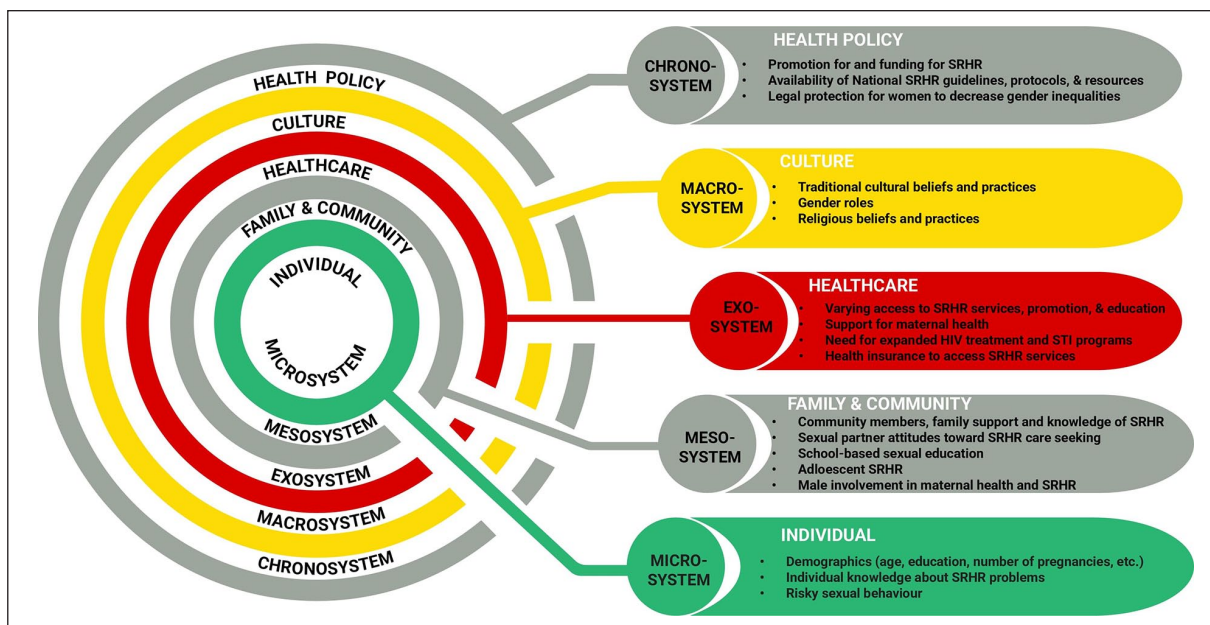 HEALTH POLICY
CULTURE
HEALTHCARE
FAMILY & COMMUNITY
INDIVIDUAL
MICROSYSTEM
MESOSYSTEM
EXOSYSTEM
MACROSYSTEM
CHRONOSYSTEM
CHRONO-
SYSTEM
HEALTH POLICY
• Promotion for and funding for SRHR
• Availability of National SRHR guidelines, protocols, & resources
• Legal protection for women to decrease gender inequalities
MACRO-
SYSTEM
CULTURE
• Traditional cultural beliefs and practices
• Gender roles
• Religious beliefs and practices
EXO-
SYSTEM
HEALTHCARE
• Varying access to SRHR services, promotion, & education
• Support for maternal health
• Need for expanded HIV treatment and STI programs
• Health insurance to access SRHR services
MESO-
SYSTEM
FAMILY & COMMUNITY
• Community members, family support and knowledge of SRHR
• Sexual partner attitudes toward SRHR care seeking
• School-based sexual education
• Adloescent SRHR
• Male involvement in maternal health and SRHR
MICRO-
SYSTEM
INDIVIDUAL
• Demographics (age, education, number of pregnancies, etc.)
• Individual knowledge about SRHR problems
• Risky sexual behaviour